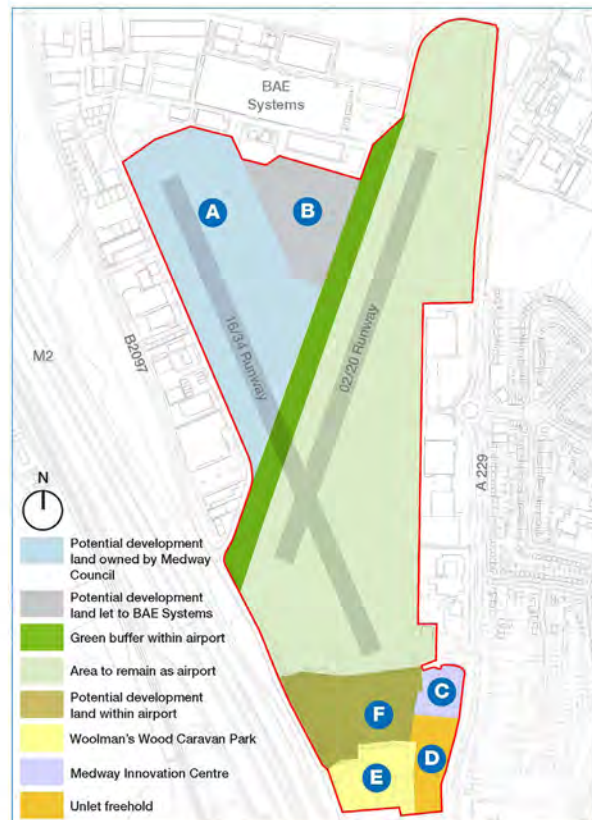 BAE
Systems
A
B
16/34 Runway
02/20 Runway
B2097
M2
A 229
N
Potential development
land owned by Medway
Council
Potential development
land let to BAE Systems
Green buffer within airport
Area to remain as airport
Potential development
land within airport
Woolman's Wood Caravan Park
Medway Innovation Centre
Unlet freehold
C
F
D
E